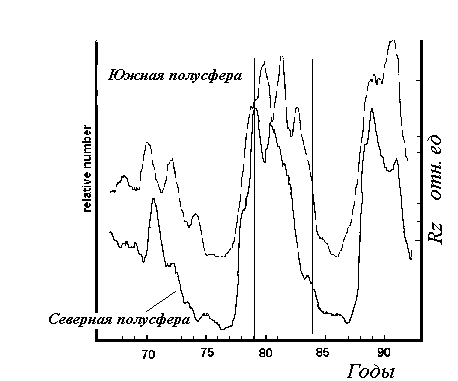 Южная полусфера
relative number
Rz отн. ед
Северная полусфера
70 75 80 85 90
Годы